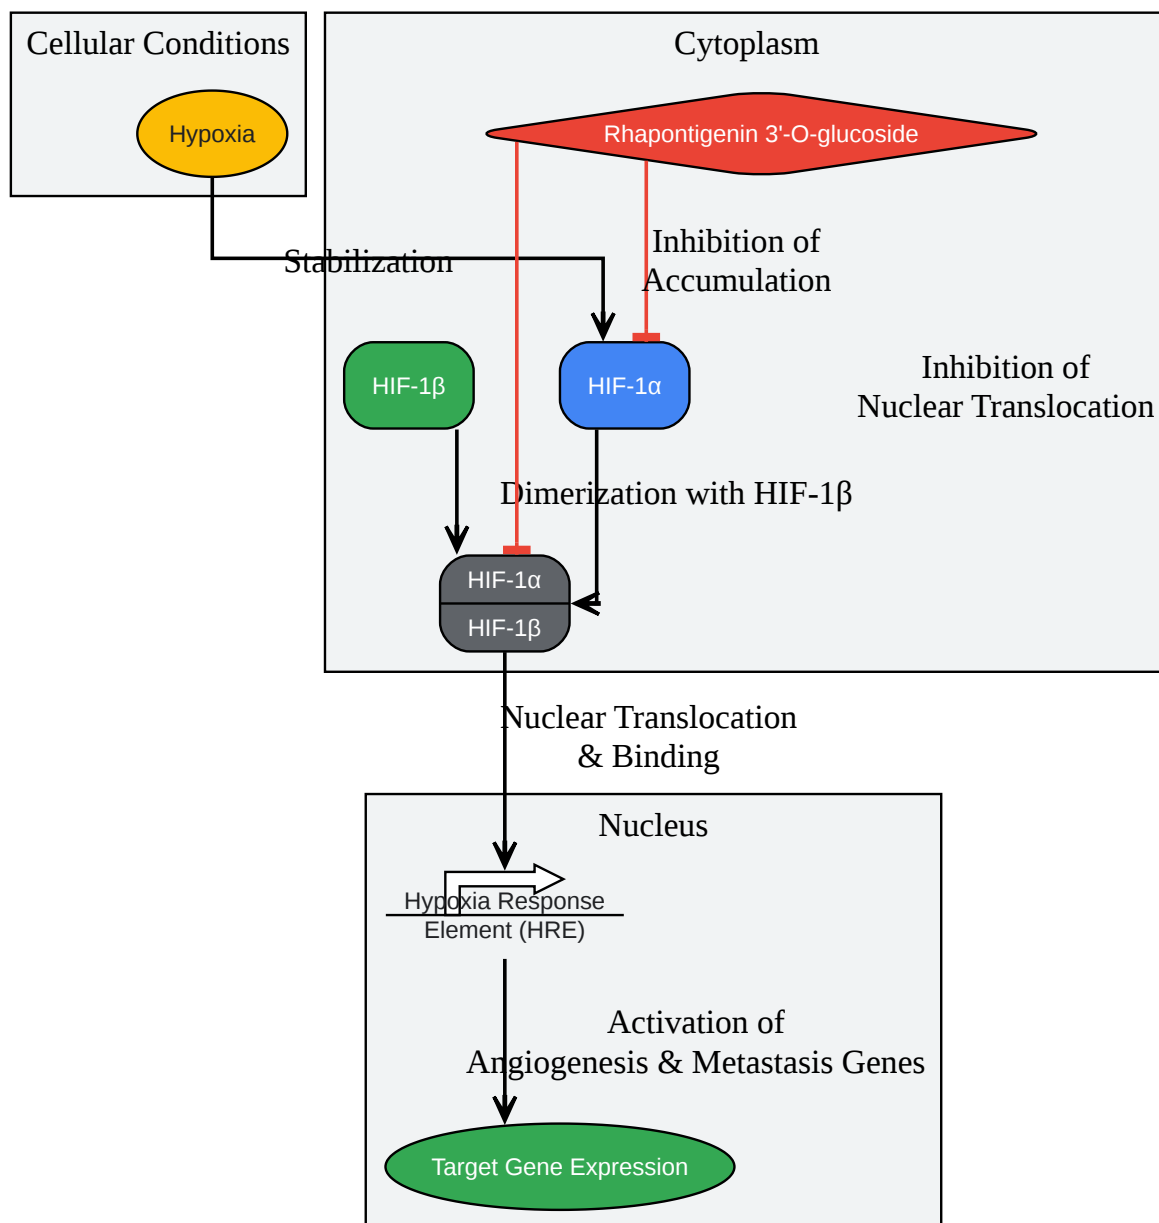 Cellular Conditions
Cytoplasm
Hypoxia
Rhapontigenin 3'-O-glucoside
Stabilization
Inhibition of
Accumulation
HIF-1β
HIF-1α
Inhibition of
Nuclear Translocation
Dimerization with HIF-1β
HIF-1α
HIF-1β
Nuclear Translocation
& Binding
Nucleus
Hypoxia Response
Element (HRE)
Activation of
Angiogenesis & Metastasis Genes
Target Gene Expression